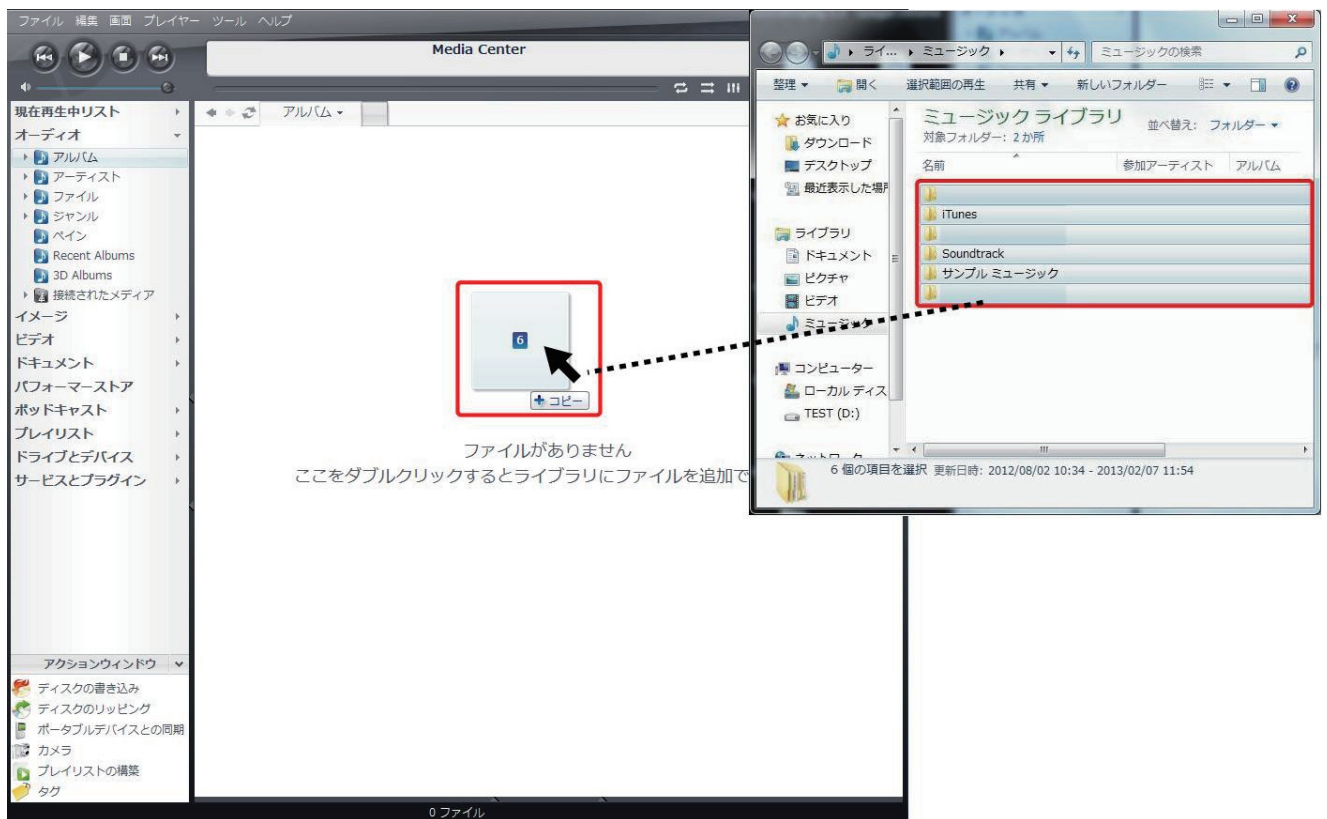 ファイル 編集 画面 プレイヤー ツール ヘルプ
Media Center
現在再生中リスト
オーディオ
アルバム
アーティスト
ファイル
ジャンル
ペイン
Recent Albums
3D Albums
接続されたメディア
イメージ
ビデオ
ドキュメント
パフォーマーストア
ポッドキャスト
プレイリスト
ドライブとデバイス
サービスとプラグイン
アクションウィンドウ
ディスクの書き込み
ディスクのリッピング
ポータブルデバイスとの同期
カメラ
プレイリストの構築
タグ
アルバム
6
コピー
ファイルがありません
ここをダブルクリックするとライブラリにファイルを追加で
0 ファイル
ライ... ミュージック ミュージックの検索
整理 開く 選択範囲の再生 共有 新しいフォルダー
お気に入り
ダウンロード
デスクトップ
最近表示した場所
ライブラリ
ドキュメント
ピクチャ
ビデオ
ミュージック
コンピューター
ローカル ディス
TEST (D:)
ミュージック ライブラリ
対象フォルダー: 2 か所
並べ替え: フォルダー
名前 参加アーティスト アルバム
iTunes
Soundtrack
サンプル ミュージック
6 個の項目を選択 更新日時: 2012/08/02 10:34 - 2013/02/07 11:54